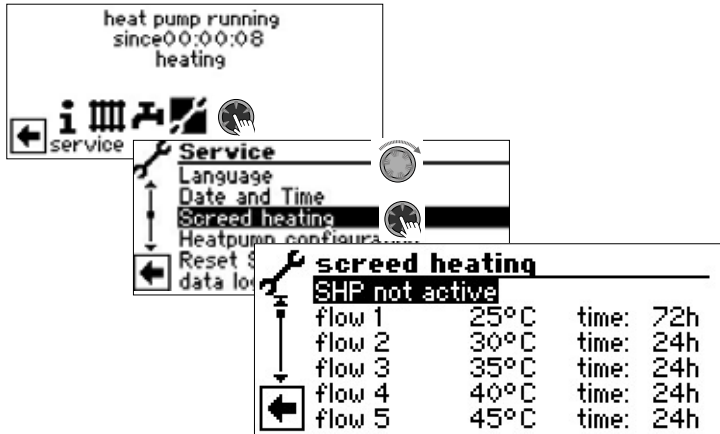 heat pump running
since00:00:08
heating
service
Service
Language
Date and Time
Screed heating
Heatpump configurat
Reset S
data lo
screed heating
SHP not active
flow 1 25°C time: 72h
flow 2 30°C time: 24h
flow 3 35°C time: 24h
flow 4 40°C time: 24h
flow 5 45°C time: 24h